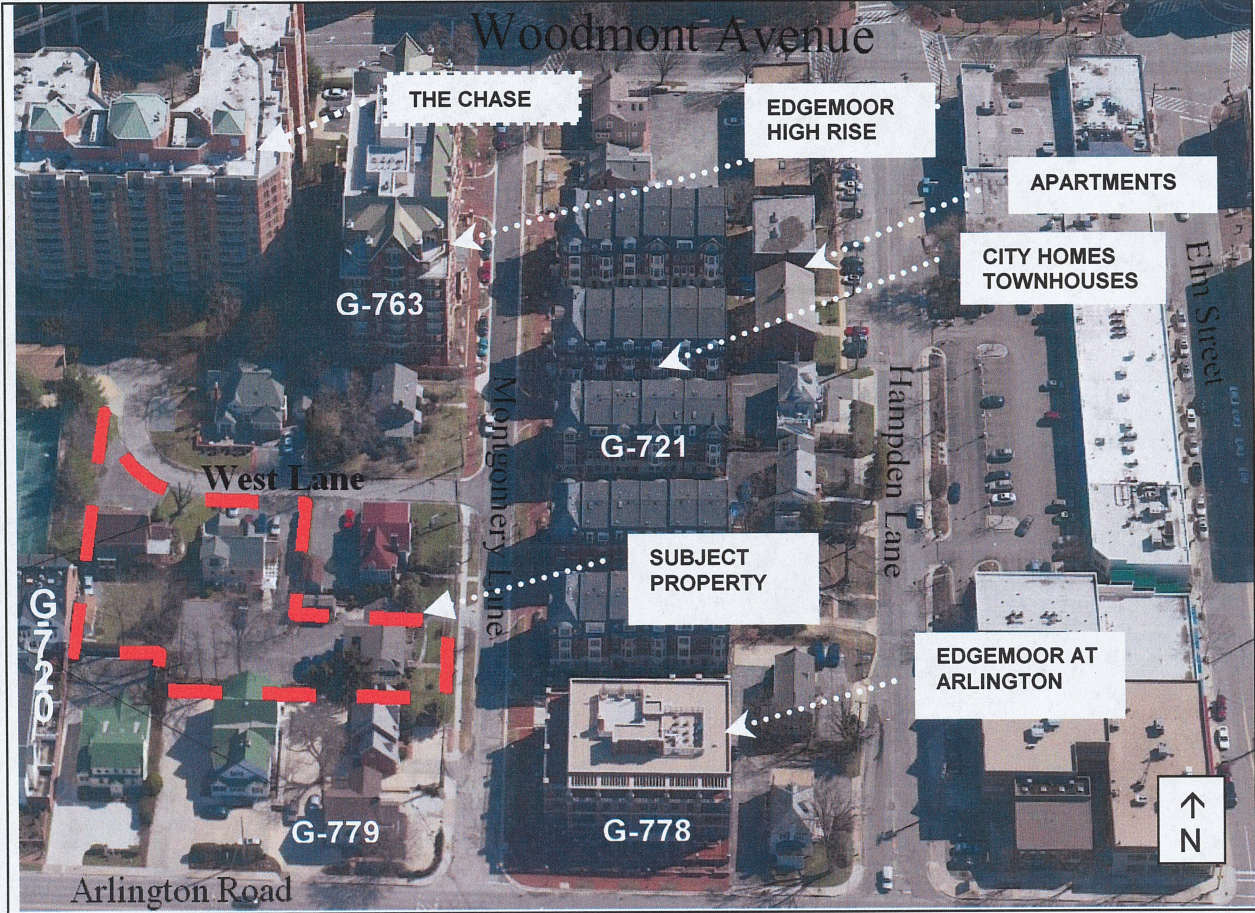 Woodmont Avenue
THE CHASE
EDGEMOOR
HIGH RISE
APARTMENTS
CITY HOMES
TOWNHOUSES
Elm Street
G-763
Montgomery Lane
Hampden Lane
G-721
West Lane
SUBJECT
PROPERTY
G-720
EDGEMOOR AT
ARLINGTON
G-779
G-778
↑
N
Arlington Road